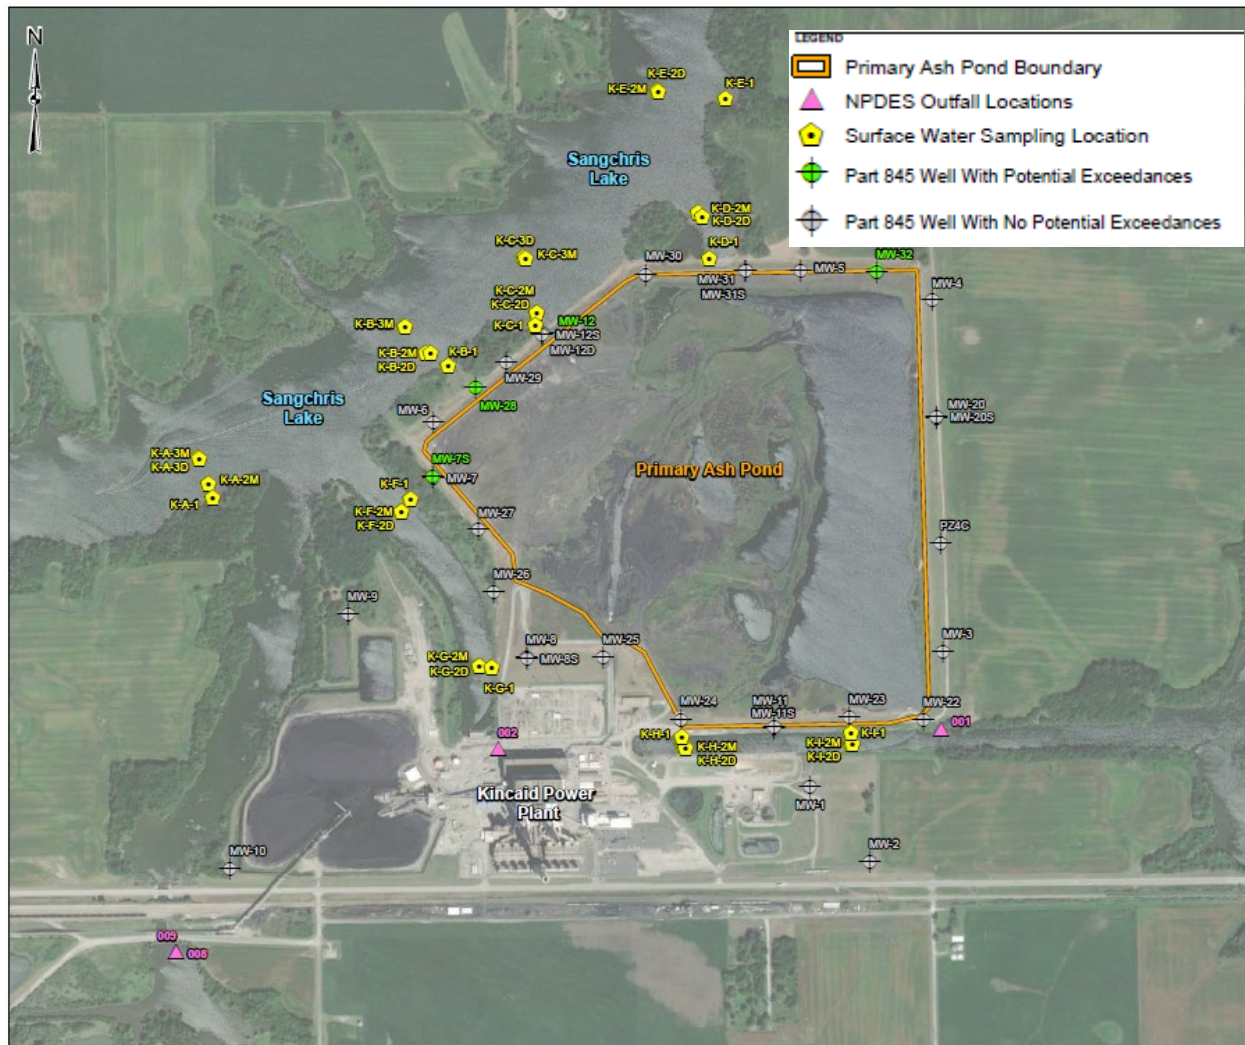 N
LEGEND
Primary Ash Pond Boundary
NPDES Outfall Locations
Surface Water Sampling Location
Part 845 Well With Potential Exceedances
Part 845 Well With No Potential Exceedances
K-E-2D
K-E-2M
K-E-1
Sangchris
Lake
K-D-2M
K-D-2D
K-D-1
K-C-3D
K-C-3M
MW-30
MW-31
MW-31S
MW-5
MW-32
MW-4
K-C-2M
K-C-2D
K-C-1
MW-12
MW-12S
MW-12D
K-B-3M
K-B-2M
K-B-2D
K-B-1
MW-29
MW-28
Sangchris
Lake
MW-6
MW-20
MW-20S
K-A-3M
K-A-3D
K-A-2M
K-A-1
MW-7S
MW-7
Primary Ash Pond
K-F-1
K-F-2M
K-F-2D
MW-27
PZ4C
MW-26
MW-9
MW-8
MW-8S
MW-25
MW-3
K-G-2M
K-G-2D
K-G-1
MW-24
MW-11
MW-11S
MW-23
MW-22
001
002
K-H-1
K-H-2M
K-H-2D
K-I-1
K-I-2M
K-I-2D
Kincaid Power
Plant
MW-1
MW-2
MW-10
009
008